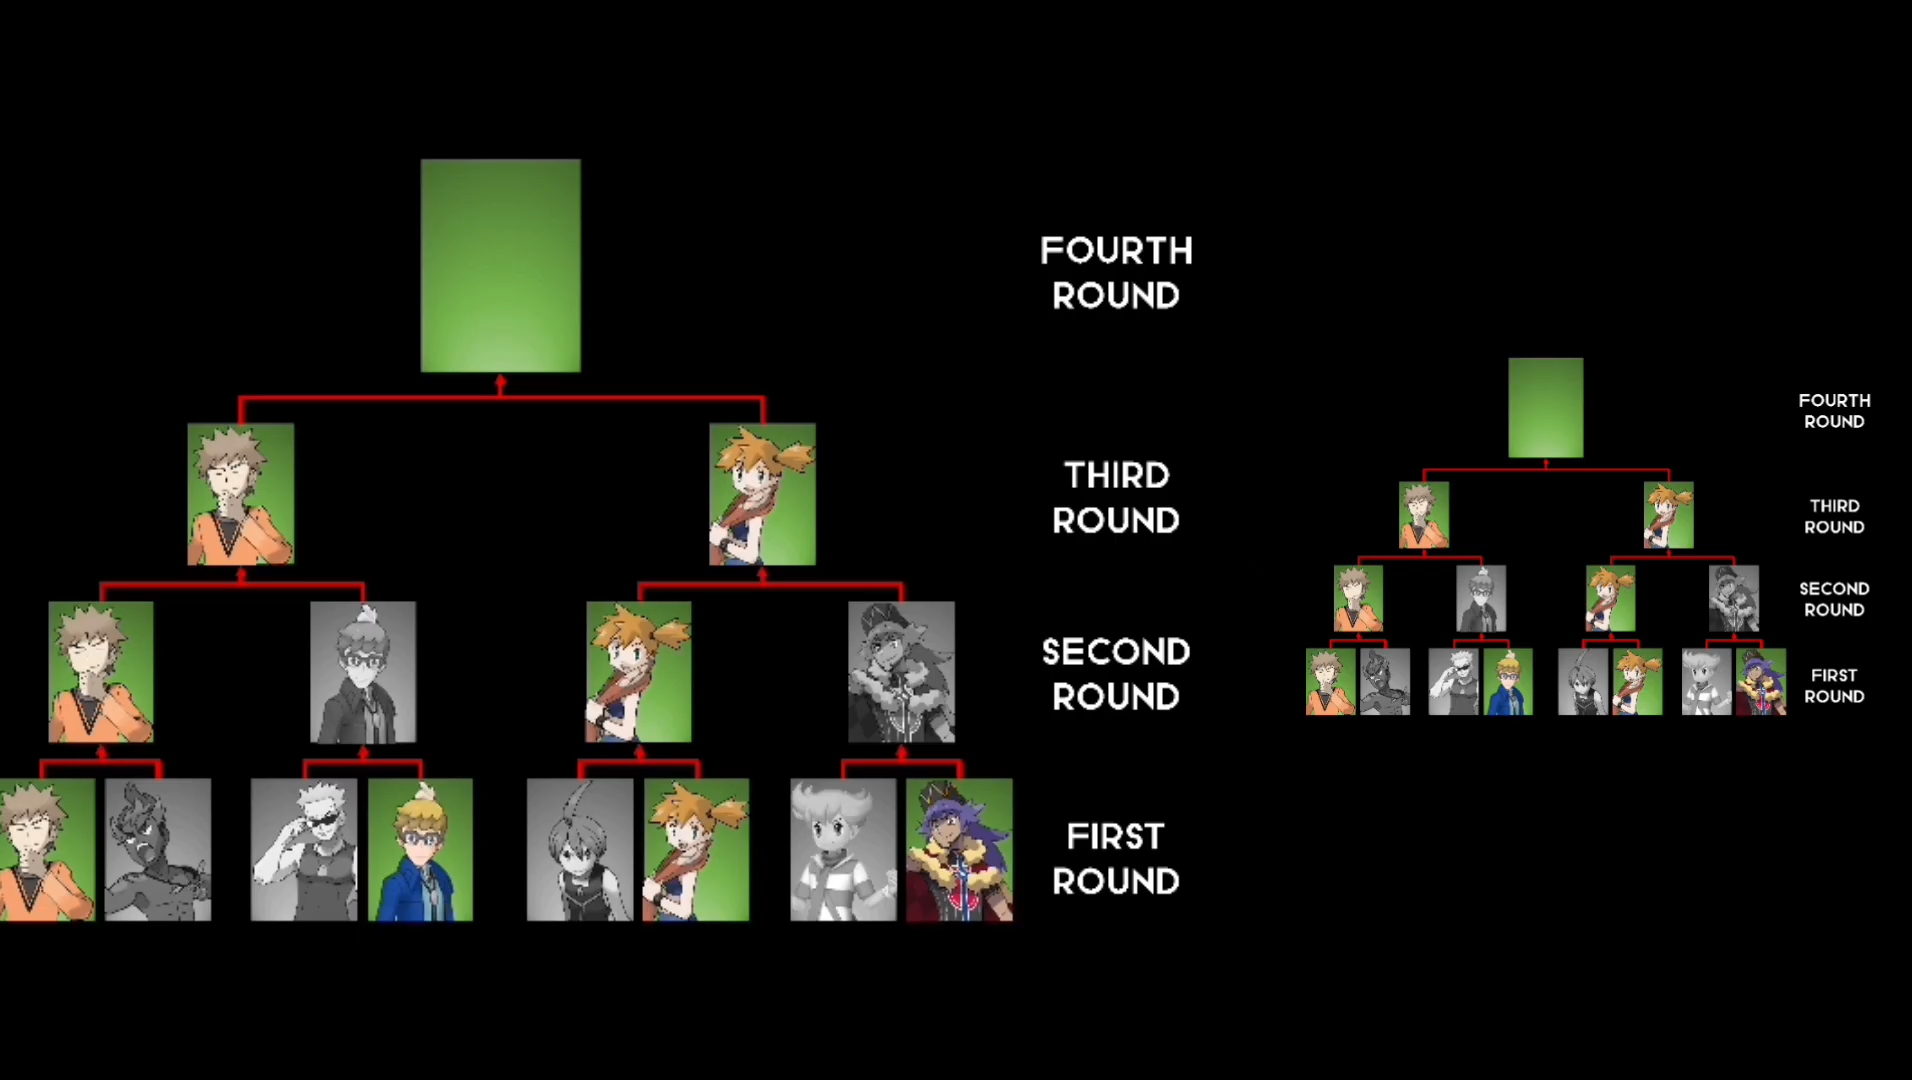 FOURTH
ROUND
THIRD
ROUND
SECOND
ROUND
FIRST
ROUND
FOURTH
ROUND
THIRD
ROUND
SECOND
ROUND
FIRST
ROUND